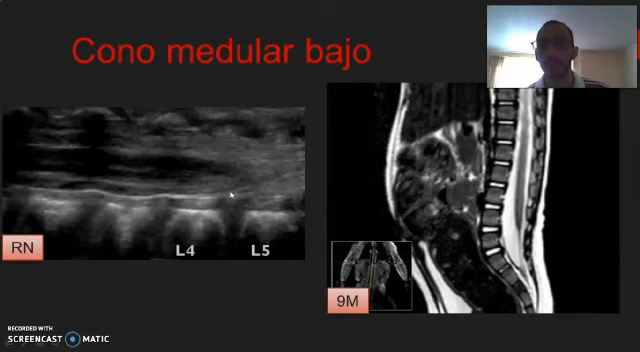 Cono medular bajo
RN
L4
L5
9M
RECORDED WITH
SCREENCAST MATIC